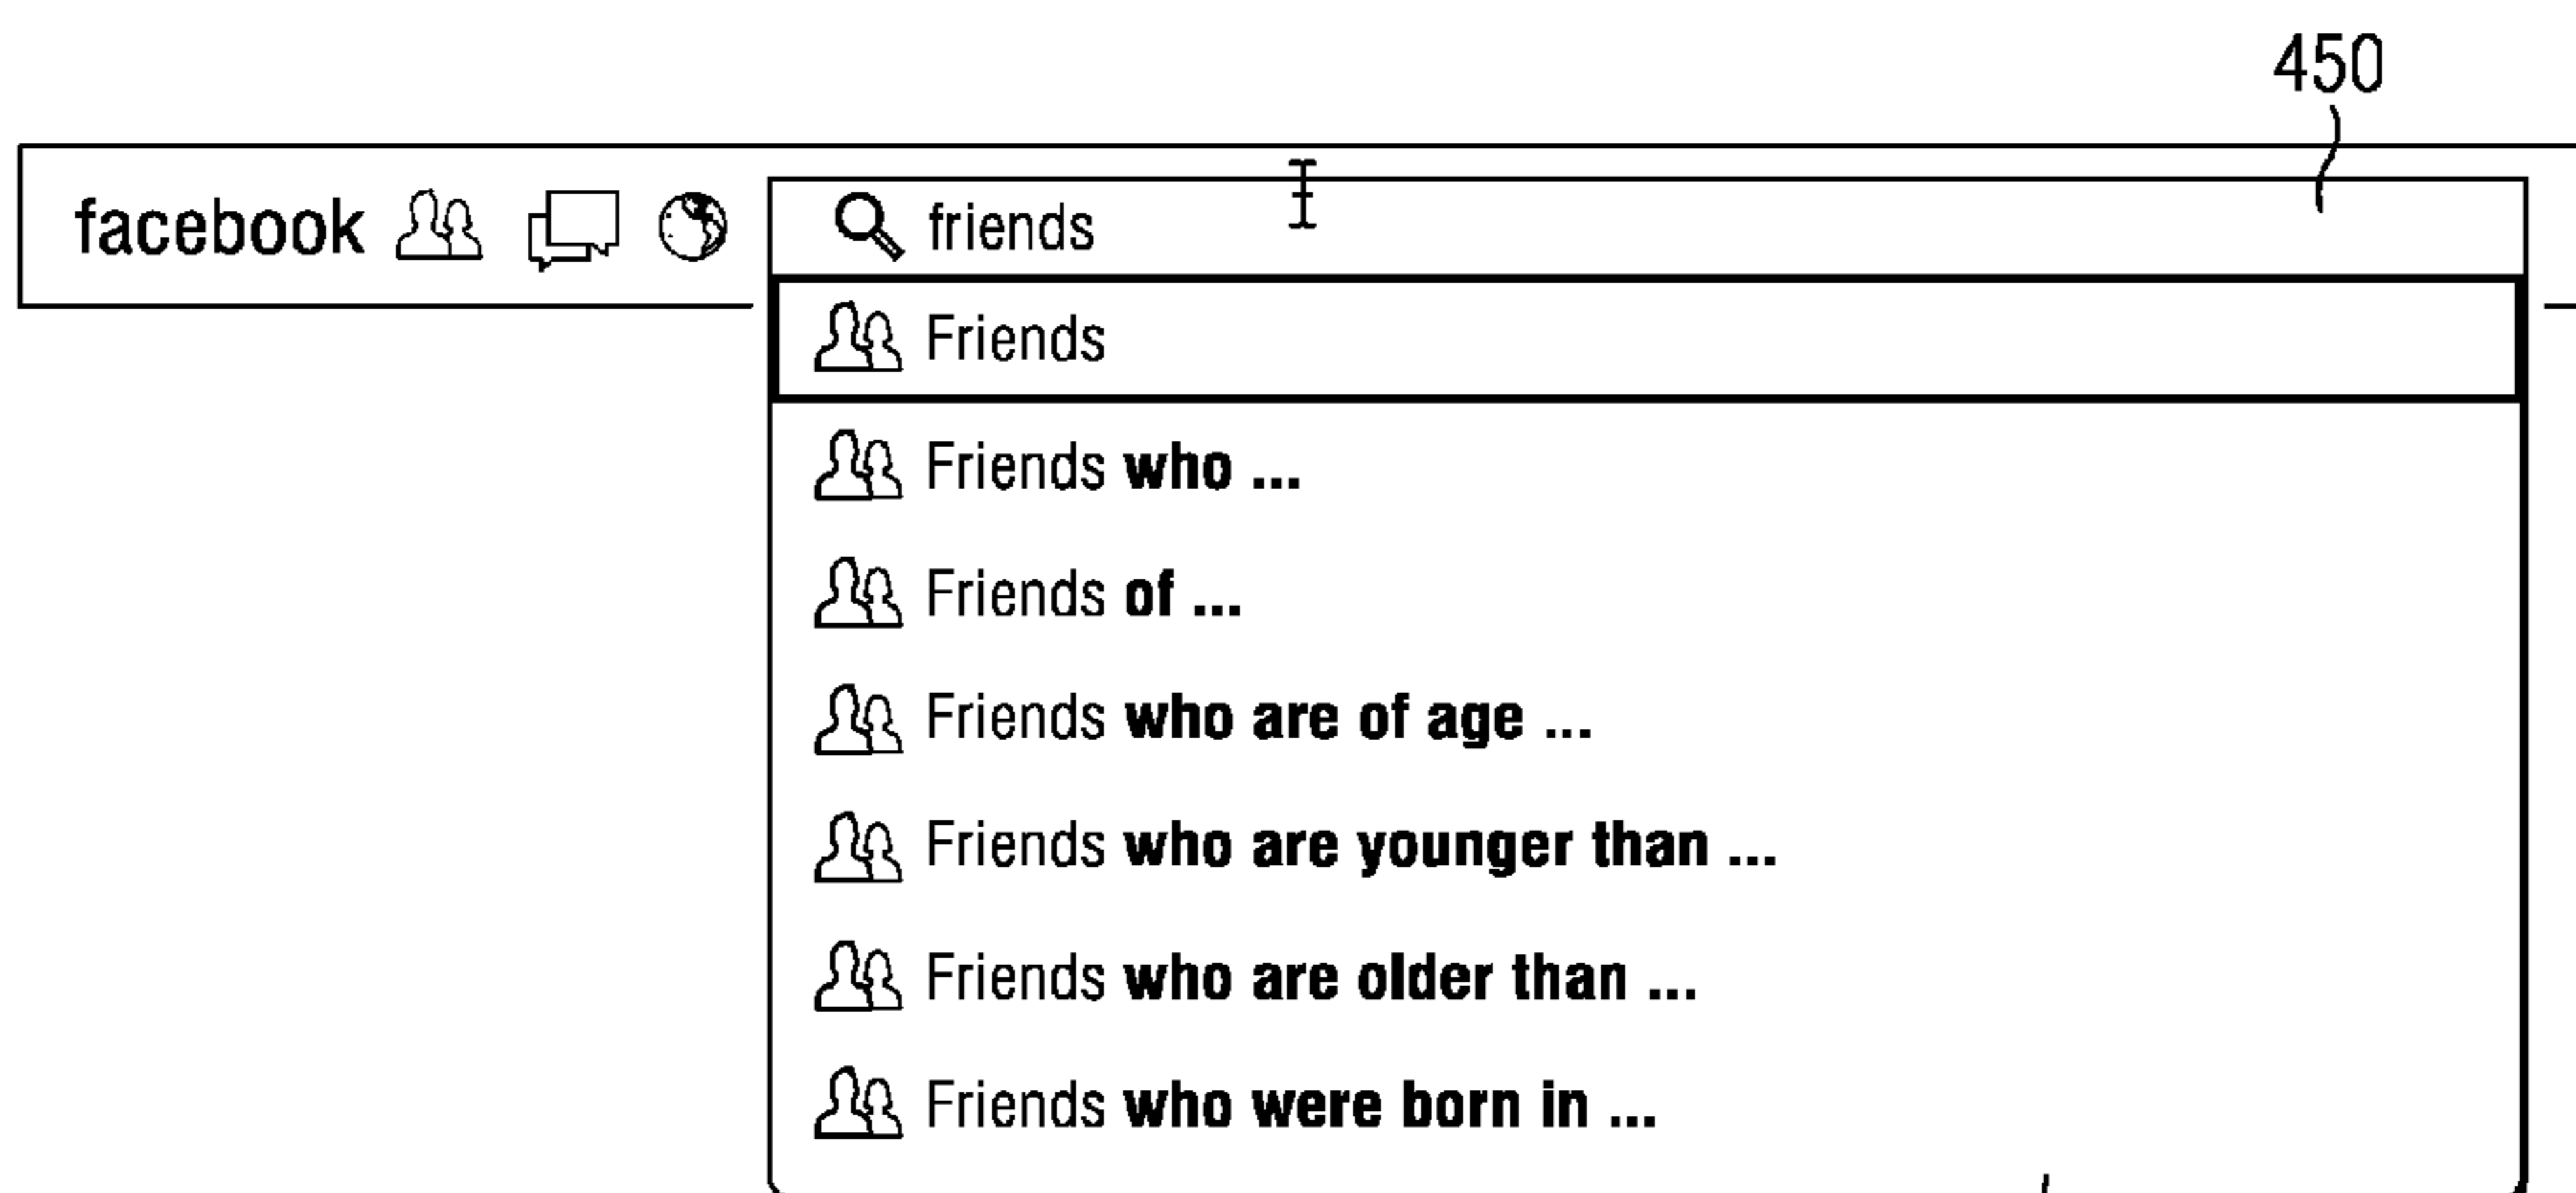 450
facebook friends
Friends
Friends who ...
Friends of ...
Friends who are of age ...
Friends who are younger than ...
Friends who are older than ...
Friends who were born in ...